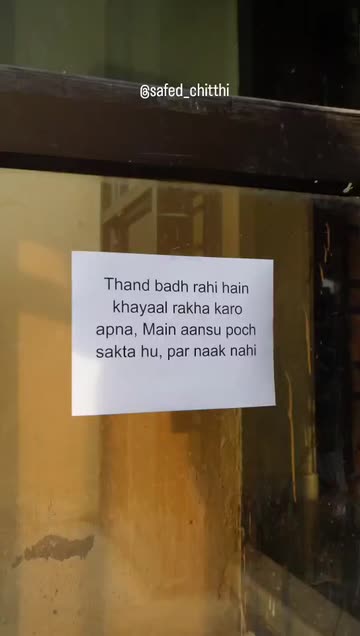 @safed_chitthi
Thand badh rahi hain
khayaal rakha karo
apna, Main aansu poch
sakta hu, par naak nahi